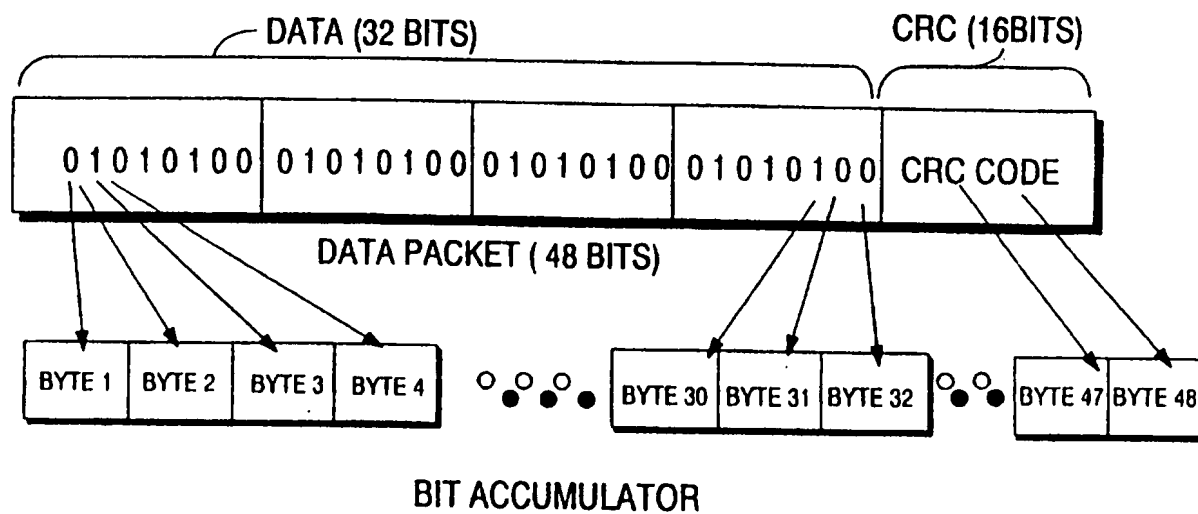 DATA (32 BITS) CRC (16BITS)
01010100 01010100 01010100 01010100 CRC CODE
DATA PACKET ( 48 BITS)
BYTE 1 BYTE 2 BYTE 3 BYTE 4 BYTE 30 BYTE 31 BYTE 32 BYTE 47 BYTE 48
BIT ACCUMULATOR